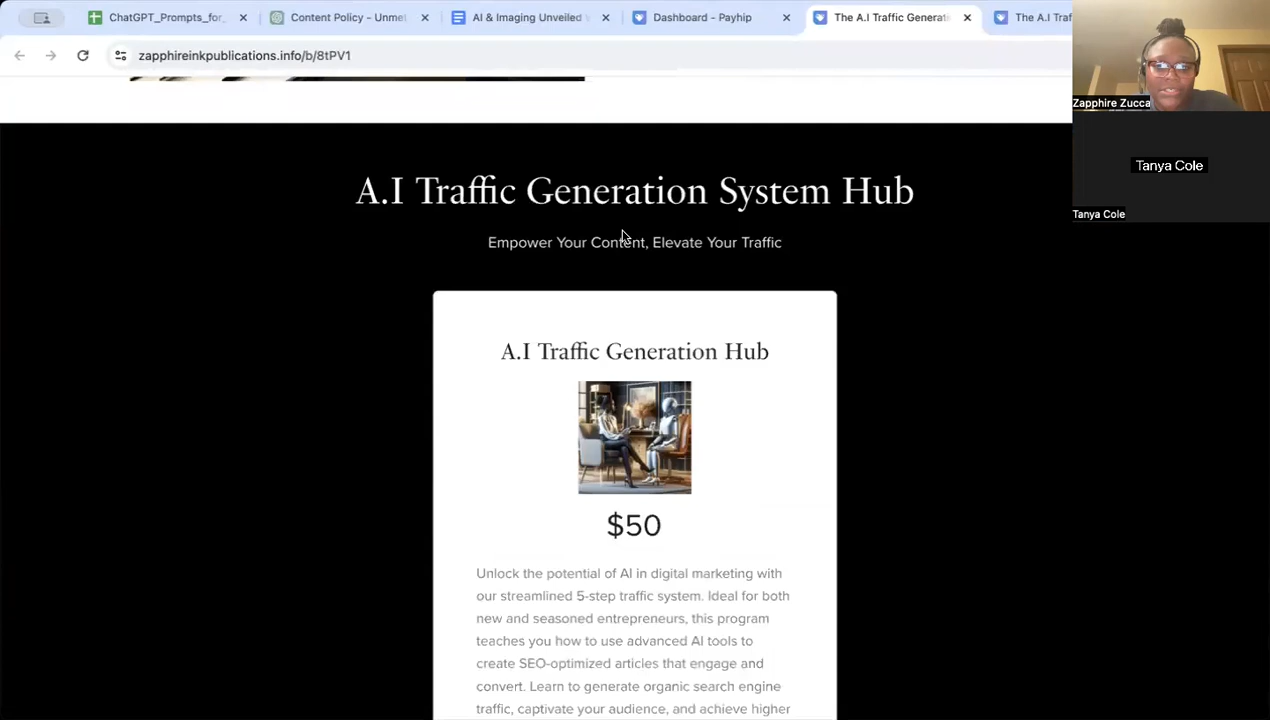 ChatGPT_Prompts_for_
Content Policy - Unmet
AI & Imaging Unveiled
Dashboard - Payhip
The A.I Traffic Generati
The A.I Traf
zapphireinkpublications.info/b/8tPV1
Zapphire Zucca
Tanya Cole
Tanya Cole
A.I Traffic Generation System Hub
Empower Your Content, Elevate Your Traffic
A.I Traffic Generation Hub
$50
Unlock the potential of AI in digital marketing with
our streamlined 5-step traffic system. Ideal for both
new and seasoned entrepreneurs, this program
teaches you how to use advanced AI tools to
create SEO-optimized articles that engage and
convert. Learn to generate organic search engine
traffic, captivate your audience, and achieve higher